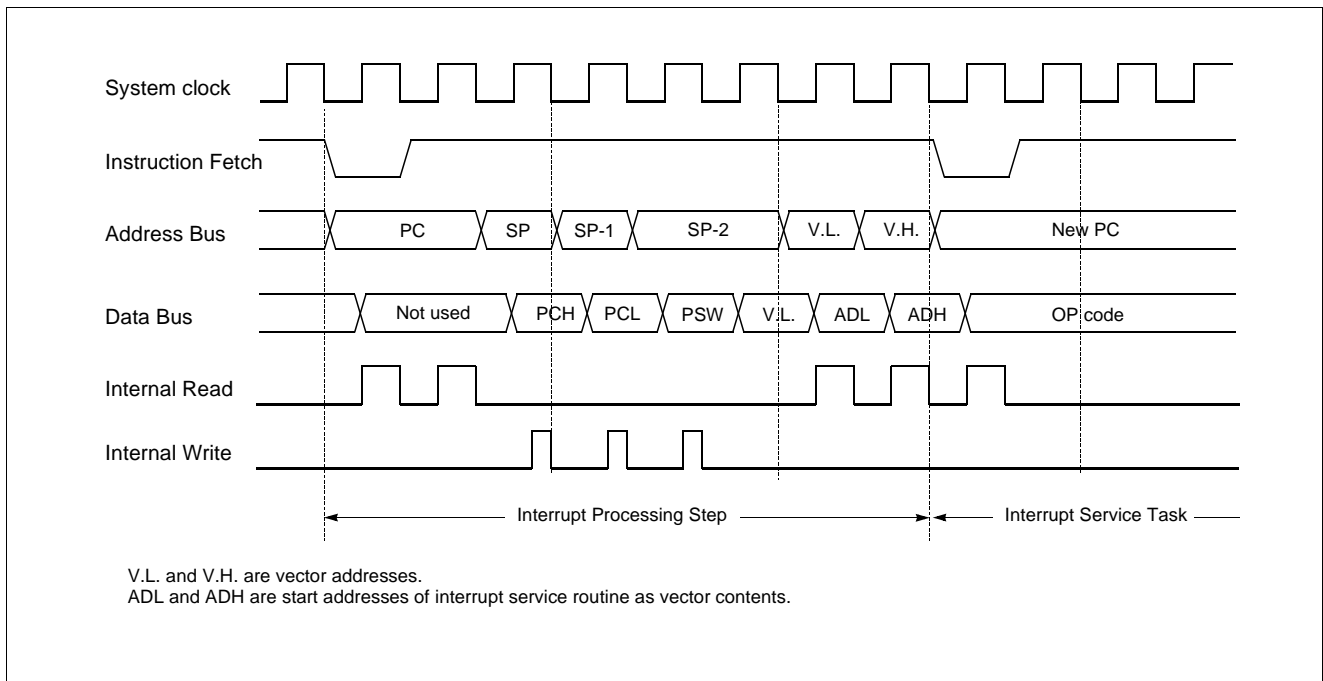 System clock
Instruction Fetch
Address Bus PC SP SP-1 SP-2 V.L. V.H. New PC
Data Bus Not used PCH PCL PSW V.L. ADL ADH OP code
Internal Read
Internal Write
Interrupt Processing Step Interrupt Service Task
V.L. and V.H. are vector addresses.
ADL and ADH are start addresses of interrupt service routine as vector contents.